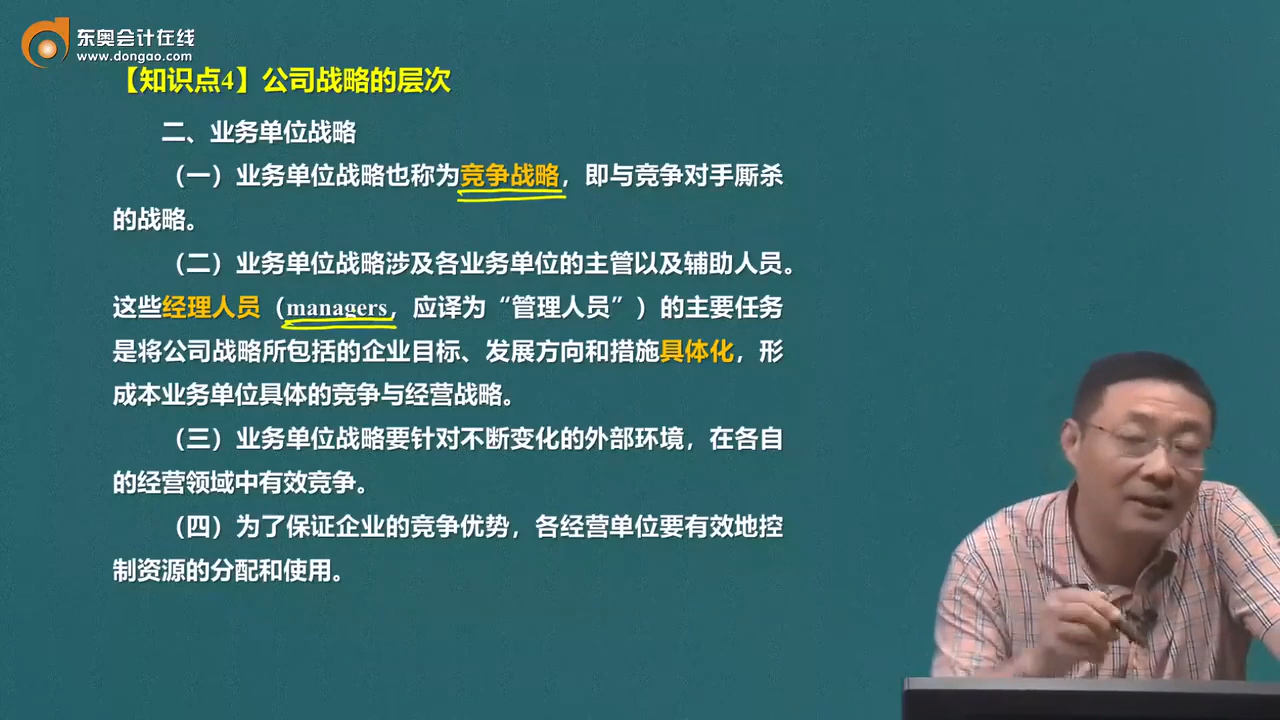 东奥会计在线
www.dongao.com
【知识点4】公司战略的层次
二、业务单位战略
（一）业务单位战略也称为竞争战略，即与竞争对手厮杀
的战略。
（二）业务单位战略涉及各业务单位的主管以及辅助人员。
这些经理人员（managers，应译为“管理人员”）的主要任务
是将公司战略所包括的企业目标、发展方向和措施具体化，形
成本业务单位具体的竞争与经营战略。
（三）业务单位战略要针对不断变化的外部环境，在各自
的经营领域中有效竞争。
（四）为了保证企业的竞争优势，各经营单位要有效地控
制资源的分配和使用。